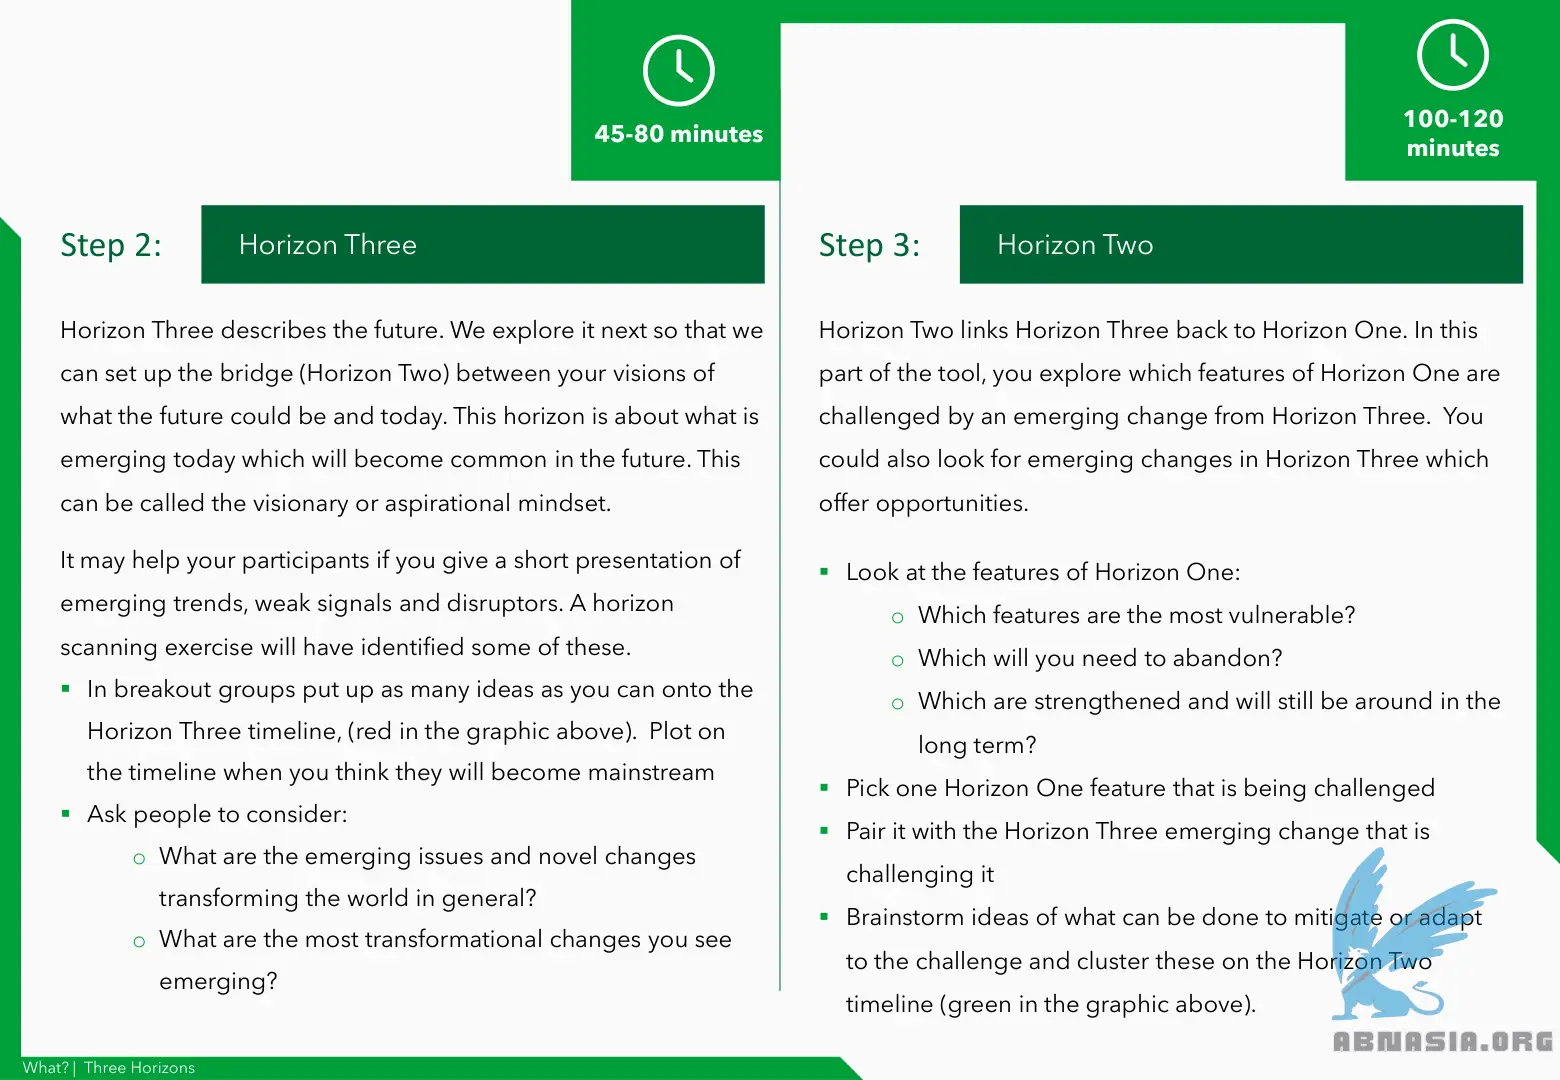 45-80 minutes
Step 2:
Horizon Three
Horizon Three describes the future. We explore it next so that we
can set up the bridge (Horizon Two) between your visions of
what the future could be and today. This horizon is about what is
emerging today which will become common in the future. This
can be called the visionary or aspirational mindset.
It may help your participants if you give a short presentation of
emerging trends, weak signals and disruptors. A horizon
scanning exercise will have identified some of these.
▪ In breakout groups put up as many ideas as you can onto the
Horizon Three timeline, (red in the graphic above).  Plot on
the timeline when you think they will become mainstream
▪ Ask people to consider:
o What are the emerging issues and novel changes
transforming the world in general?
o What are the most transformational changes you see
emerging?
100-120
minutes
Step 3:
Horizon Two
Horizon Two links Horizon Three back to Horizon One. In this
part of the tool, you explore which features of Horizon One are
challenged by an emerging change from Horizon Three.  You
could also look for emerging changes in Horizon Three which
offer opportunities.
▪ Look at the features of Horizon One:
o Which features are the most vulnerable?
o Which will you need to abandon?
o Which are strengthened and will still be around in the
long term?
▪ Pick one Horizon One feature that is being challenged
▪ Pair it with the Horizon Three emerging change that is
challenging it
▪ Brainstorm ideas of what can be done to mitigate or adapt
to the challenge and cluster these on the Horizon Two
timeline (green in the graphic above).
ABNASIA.ORG
What? | Three Horizons